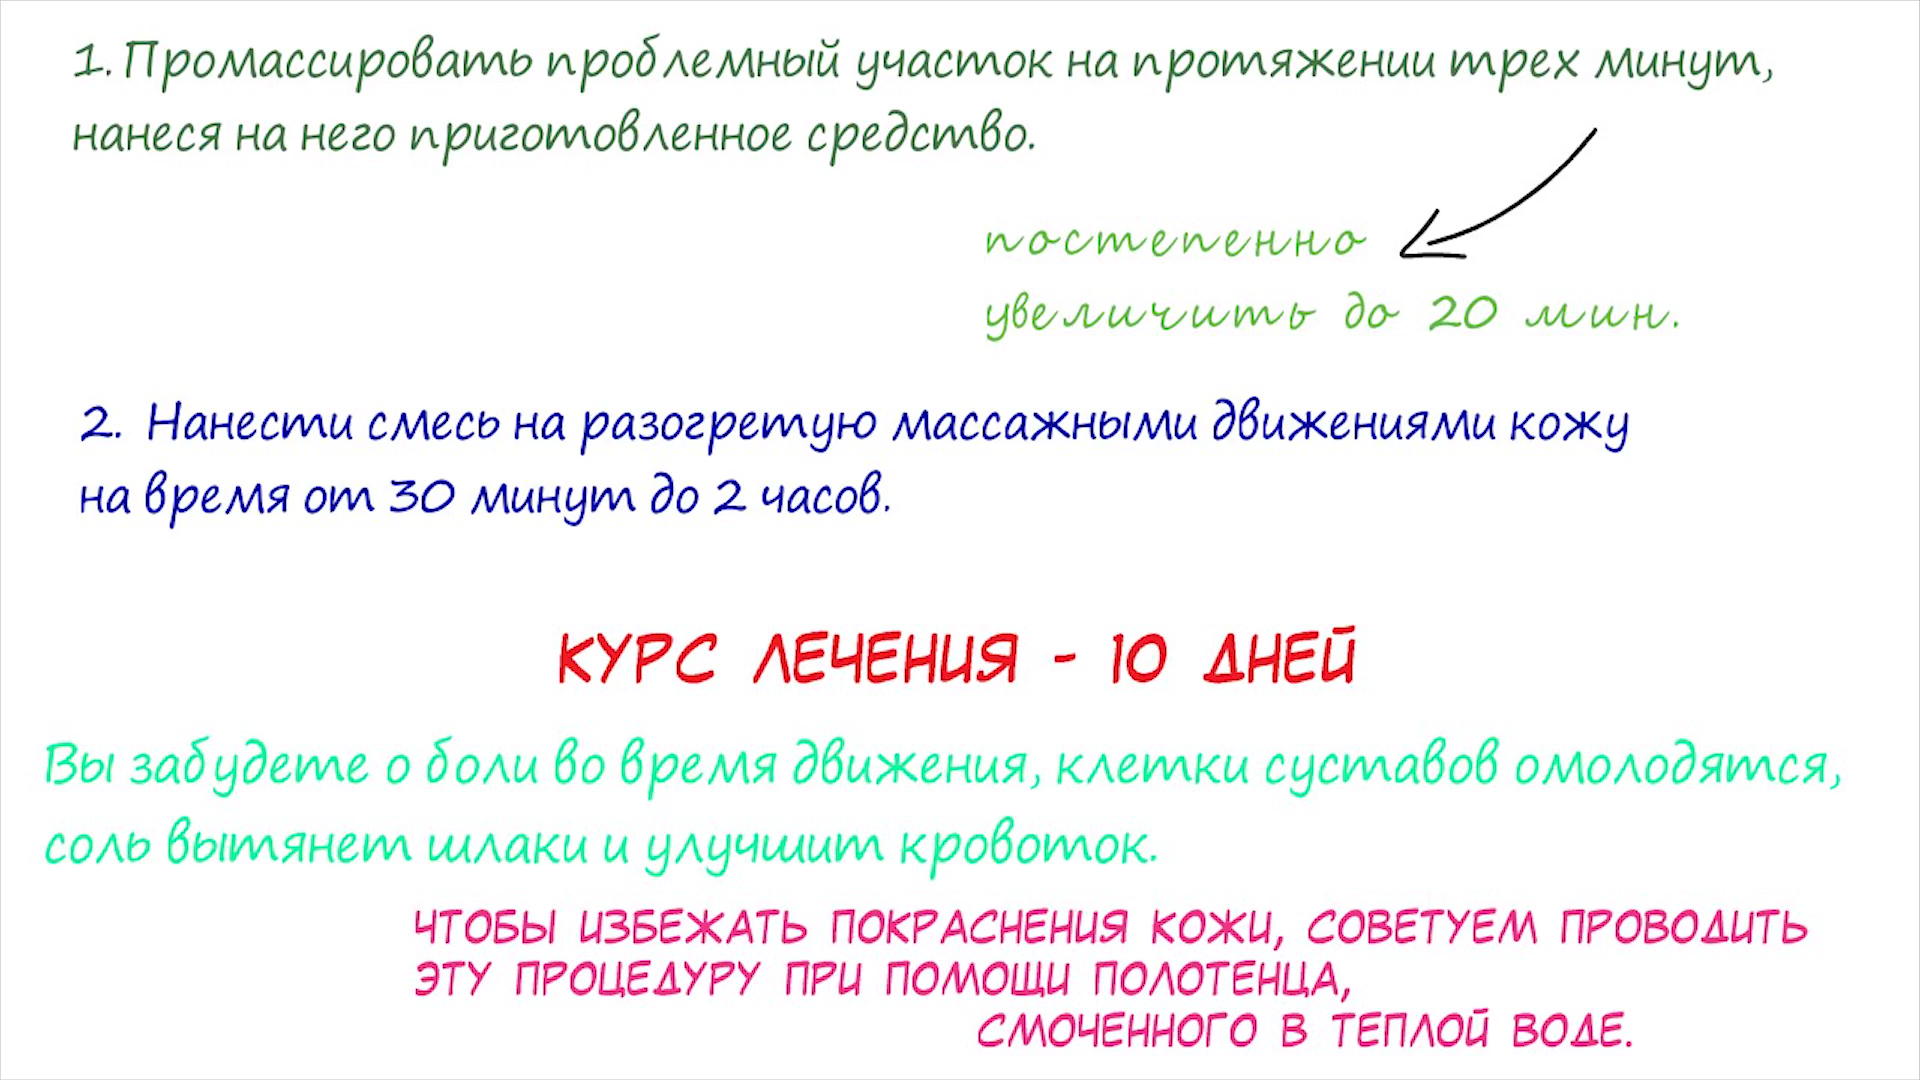 1. Промассировать проблемный участок на протяжении трех минут,
нанеся на него приготовленное средство.
постепенно
увеличить до 20 мин.
2. Нанести смесь на разогретую массажными движениями кожу
на время от 30 минут до 2 часов.
КУРС ЛЕЧЕНИЯ - 10 ДНЕЙ
Вы забудете о боли во время движения, клетки суставов омолодятся,
соль вытянет шлаки и улучшит кровоток.
ЧТОБЫ ИЗБЕЖАТЬ ПОКРАСНЕНИЯ КОЖИ, СОВЕТУЕМ ПРОВОДИТЬ
ЭТУ ПРОЦЕДУРУ ПРИ ПОМОЩИ ПОЛОТЕНЦА,
СМОЧЕННОГО В ТЕПЛОЙ ВОДЕ.